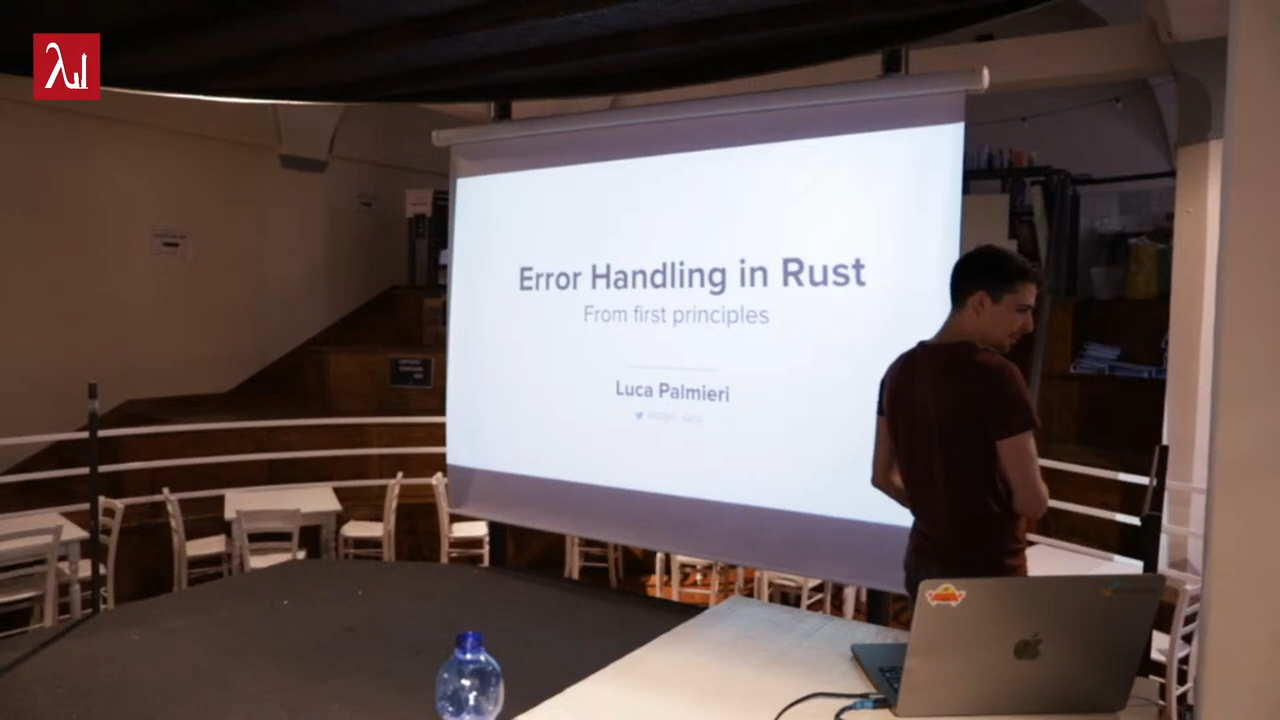 Error Handling in Rust
From first principles
Luca Palmieri